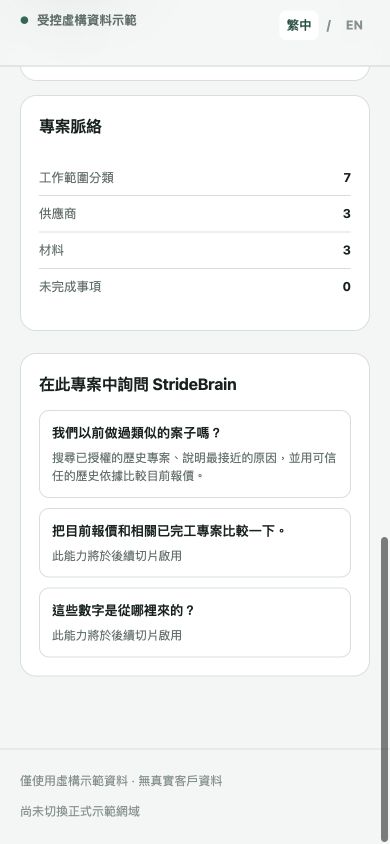 受控虛構資料示範
繁中 / EN
專案脈絡
工作範圍分類 7
供應商 3
材料 3
未完成事項 0
在此專案中詢問 StrideBrain
我們以前做過類似的案子嗎？
搜尋已授權的歷史專案、說明最接近的原因，並用可信
任的歷史依據比較目前報價。
把目前報價和相關已完工專案比較一下。
此能力將於後續切片啟用
這些數字是從哪裡來的？
此能力將於後續切片啟用
僅使用虛構示範資料 · 無真實客戶資料
尚未切換正式示範網域